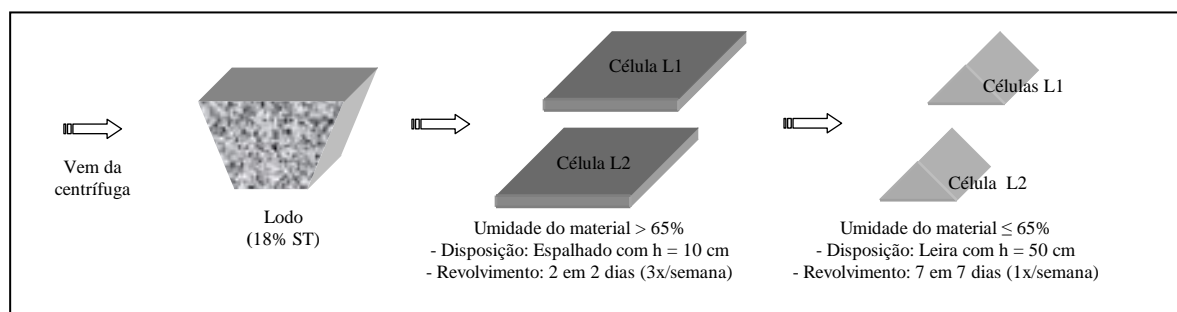 Vem da
centrífuga
Lodo
(18% ST)
Célula L1
Célula L2
Umidade do material > 65%
- Disposição: Espalhado com h = 10 cm
- Revolvimento: 2 em 2 dias (3x/semana)
Células L1
Célula  L2
Umidade do material ≤ 65%
- Disposição: Leira com h = 50 cm
- Revolvimento: 7 em 7 dias (1x/semana)